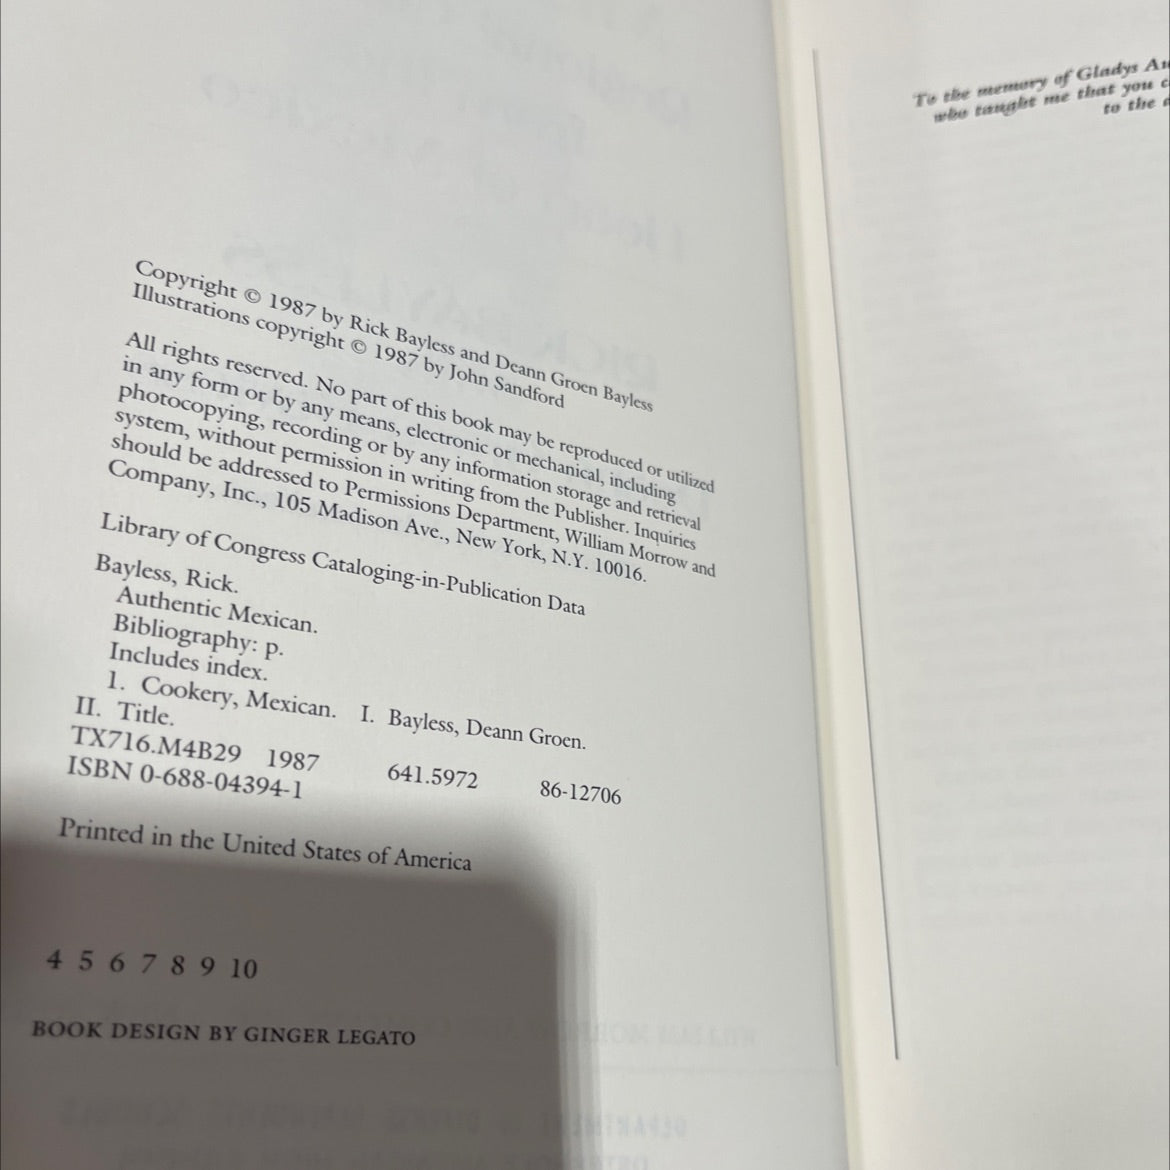 Copyright © 1987 by Rick Bayless and Deann Groen Bayless
Illustrations copyright © 1987 by John Sandford
All rights reserved. No part of this book may be reproduced or utilized
in any form or by any means, electronic or mechanical, including
photocopying, recording or by any information storage and retrieval
system, without permission in writing from the Publisher. Inquiries
should be addressed to Permissions Department, William Morrow and
Company, Inc., 105 Madison Ave., New York, N.Y. 10016.
Library of Congress Cataloging-in-Publication Data
Bayless, Rick.
Authentic Mexican.
Bibliography: p.
Includes index.
1. Cookery, Mexican. I. Bayless, Deann Groen.
II. Title.
TX716.M4B29 1987 641.5972 86-12706
ISBN 0-688-04394-1
Printed in the United States of America
4 5 6 7 8 9 10
BOOK DESIGN BY GINGER LEGATO
To the memory of Gladys
who taught me that you
to the